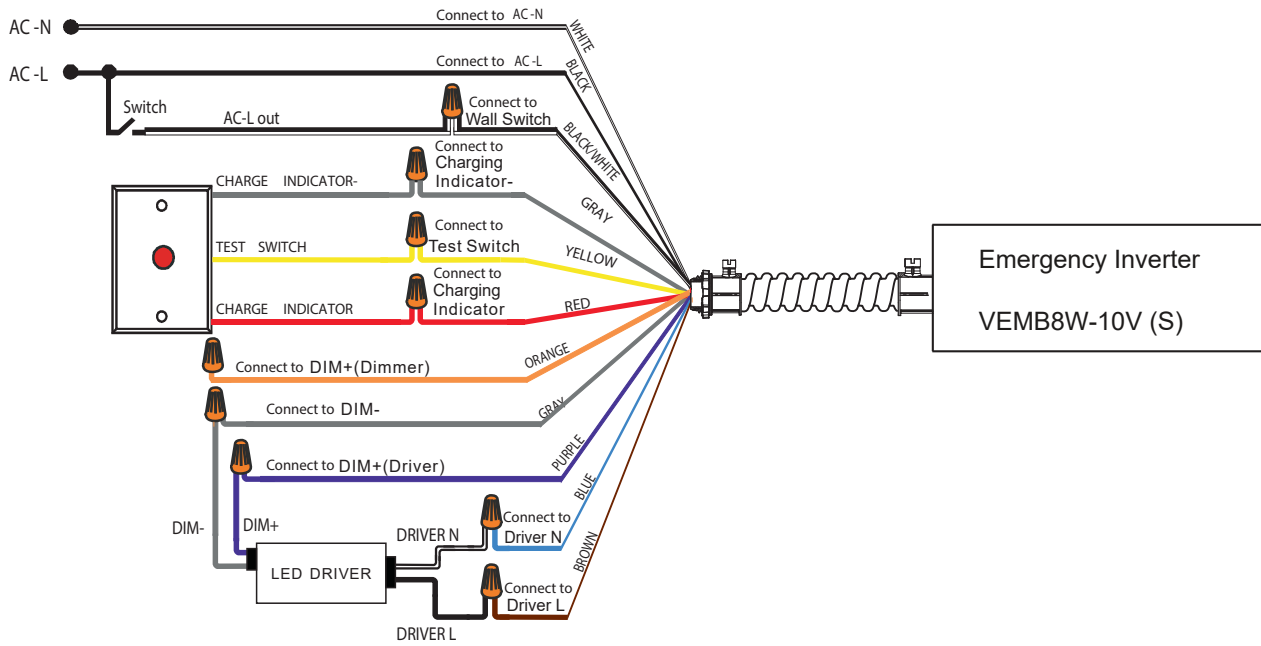 AC-N
Connect to AC-N
WHITE
AC-L
Connect to AC-L
BLACK
Switch
AC-L out
Connect to
Wall Switch
BLACK/WHITE
CHARGE INDICATOR-
Connect to
Charging
Indicator-
GRAY
TEST SWITCH
Connect to
Test Switch
YELLOW
CHARGE INDICATOR
Connect to
Charging
Indicator
RED
Emergency Inverter
VEMB8W-10V (S)
Connect to DIM+(Dimmer)
ORANGE
Connect to DIM-
GRAY
Connect to DIM+(Driver)
PURPLE
DIM-
DIM+
LED DRIVER
DRIVER N
Connect to
Driver N
BLUE
DRIVER L
Connect to
Driver L
BROWN